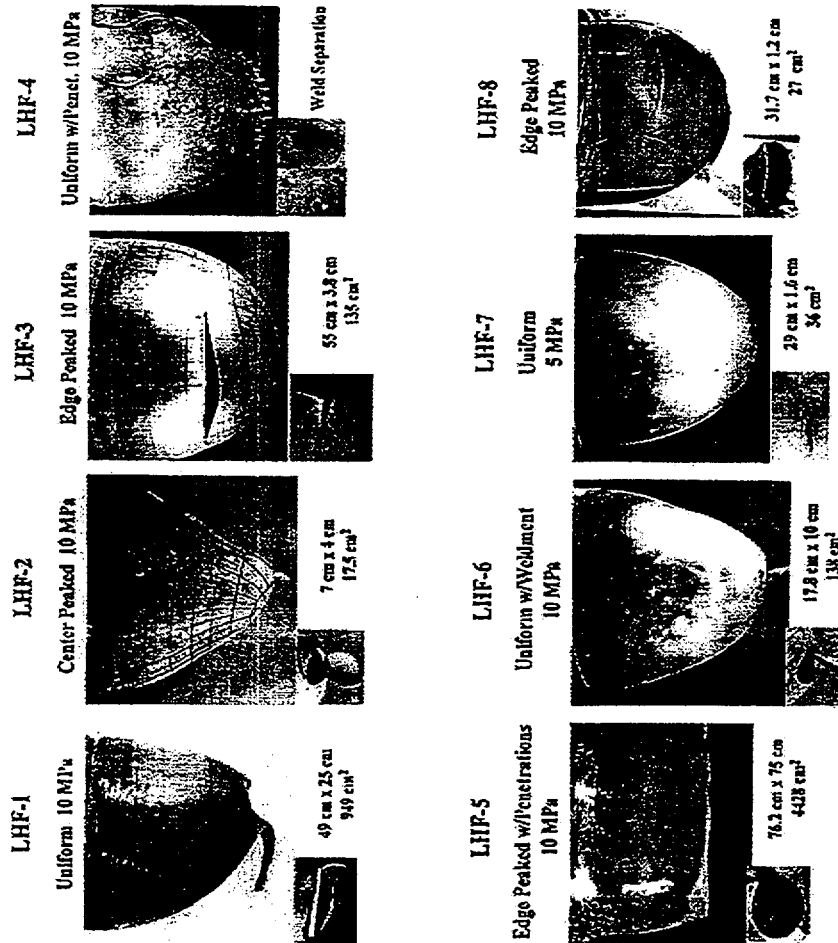 LHF-1
Uniform 10 MPa
49 cm x 25 cm
949 cm²
LHF-2
Center Peaked 10 MPa
7 cm x 4 cm
17.5 cm²
LHF-3
Edge Peaked 10 MPa
55 cm x 3.8 cm
135 cm²
LHF-4
Uniform w/Penet. 10 MPa
Weld Separation
LHF-5
Edge Peaked w/Penetrations
10 MPa
76.2 cm x 75 cm
4428 cm²
LHF-6
Uniform w/Weldment
10 MPa
17.8 cm x 10 cm
138 cm²
LHF-7
Uniform
5 MPa
29 cm x 1.6 cm
36 cm²
LHF-8
Edge Peaked
10 MPa
31.7 cm x 1.2 cm
27 cm²